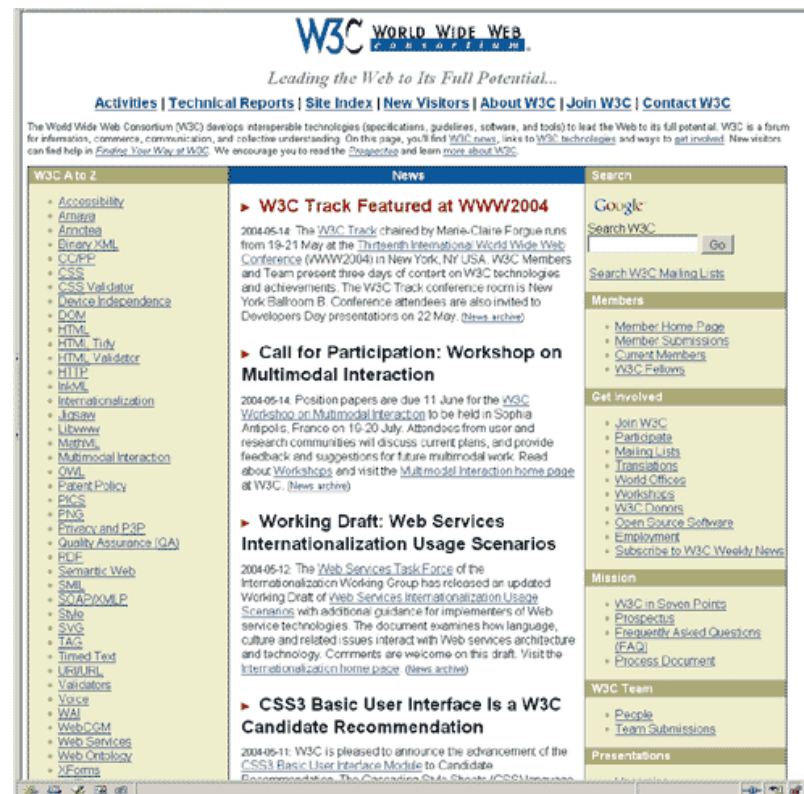 W3C WORLD WIDE WEB
consortium
Leading the Web to Its Full Potential...
Activities | Technical Reports | Site Index | New Visitors | About W3C | Join W3C | Contact W3C
The World Wide Web Consortium (W3C) develops interoperable technologies (specifications, guidelines, software, and tools) to lead the Web to its full potential. W3C is a forum
for information, commerce, communication, and collective understanding. On this page, you'll find W3C news, links to W3C technologies and ways to get involved. New visitors
can find help in Finding Your Way at W3C. We encourage you to read the Prospectus and learn more about W3C.
W3C A to Z
Accessibility
Amaya
Annotea
Binary XML
CC/PP
CSS
CSS Validator
Device Independence
DOM
HTML
HTML Tidy
HTML Validator
HTTP
InkML
Internationalization
Jigsaw
Libwww
MathML
Multimodal Interaction
OWL
Patent Policy
PICS
PNG
Privacy and P3P
Quality Assurance (QA)
RDF
Semantic Web
SMIL
SOAP/XMLP
Style
SVG
TAG
Timed Text
URI/URL
Validators
Voice
WAI
WebCGM
Web Services
Web Ontology
XForms
News
W3C Track Featured at WWW2004
2004-05-14: The W3C Track chaired by Marie-Claire Forgue runs
from 19-21 May at the Thirteenth International World Wide Web
Conference (WWW2004) in New York, NY USA. W3C Members
and Team present three days of content on W3C technologies
and achievements. The W3C Track conference room is New
York Ballroom B. Conference attendees are also invited to
Developers Day presentations on 22 May. (News archive)
Call for Participation: Workshop on
Multimodal Interaction
2004-05-14: Position papers are due 11 June for the W3C
Workshop on Multimodal Interaction to be held in Sophia
Antipolis, France on 19-20 July. Attendees from user and
research communities will discuss current plans, and provide
feedback and suggestions for future multimodal work. Read
about Workshops and visit the Multimodal Interaction home page
at W3C. (News archive)
Working Draft: Web Services
Internationalization Usage Scenarios
2004-05-12: The Web Services Task Force of the
Internationalization Working Group has released an updated
Working Draft of Web Services Internationalization Usage
Scenarios with additional guidance for implementers of Web
service technologies. The document examines how language,
culture and related issues interact with Web services architecture
and technology. Comments are welcome on this draft. Visit the
Internationalization home page. (News archive)
CSS3 Basic User Interface Is a W3C
Candidate Recommendation
2004-05-11: W3C is pleased to announce the advancement of the
CSS3 Basic User Interface Module to Candidate
Recommendation. The Cascading Style Sheets (CSS) language
Search
Google
Search W3C
Go
Search W3C Mailing Lists
Members
Member Home Page
Member Submissions
Current Members
W3C Fellows
Get Involved
Join W3C
Participate
Mailing Lists
Translations
World Offices
Workshops
W3C Donors
Open Source Software
Employment
Subscribe to W3C Weekly News
Mission
W3C in Seven Points
Prospectus
Frequently Asked Questions
(FAQ)
Process Document
W3C Team
People
Team Submissions
Presentations